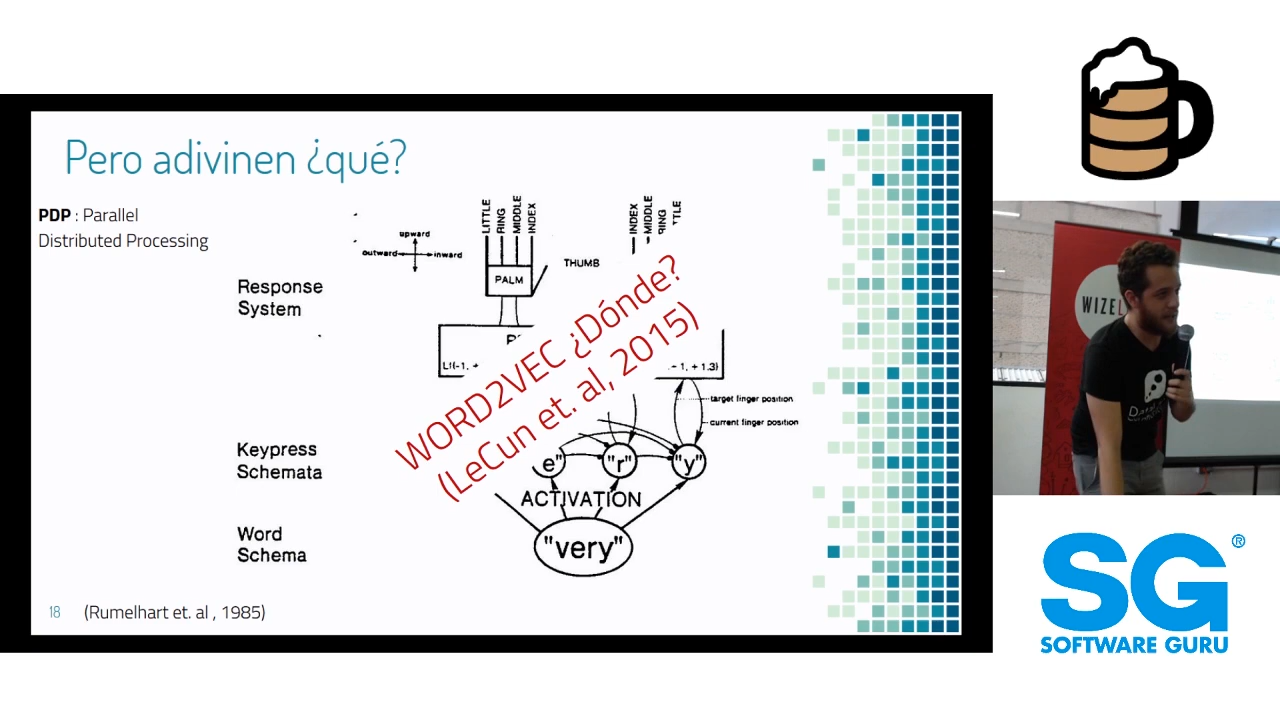 Pero adivinen ¿qué?
PDP : Parallel
Distributed Processing
LITTLE
RING
MIDDLE
INDEX
INDEX
MIDDLE
upward
outward
inward
THUMB
PALM
Response
System
WORD2VEC ¿Dónde?
(LeCun et. al, 2015)
target finger position
current finger position
Keypress
Schemata
e"
"r"
"y"
ACTIVATION
Word
Schema
"very"
18
(Rumelhart et. al , 1985)
SG®
SOFTWARE GURU